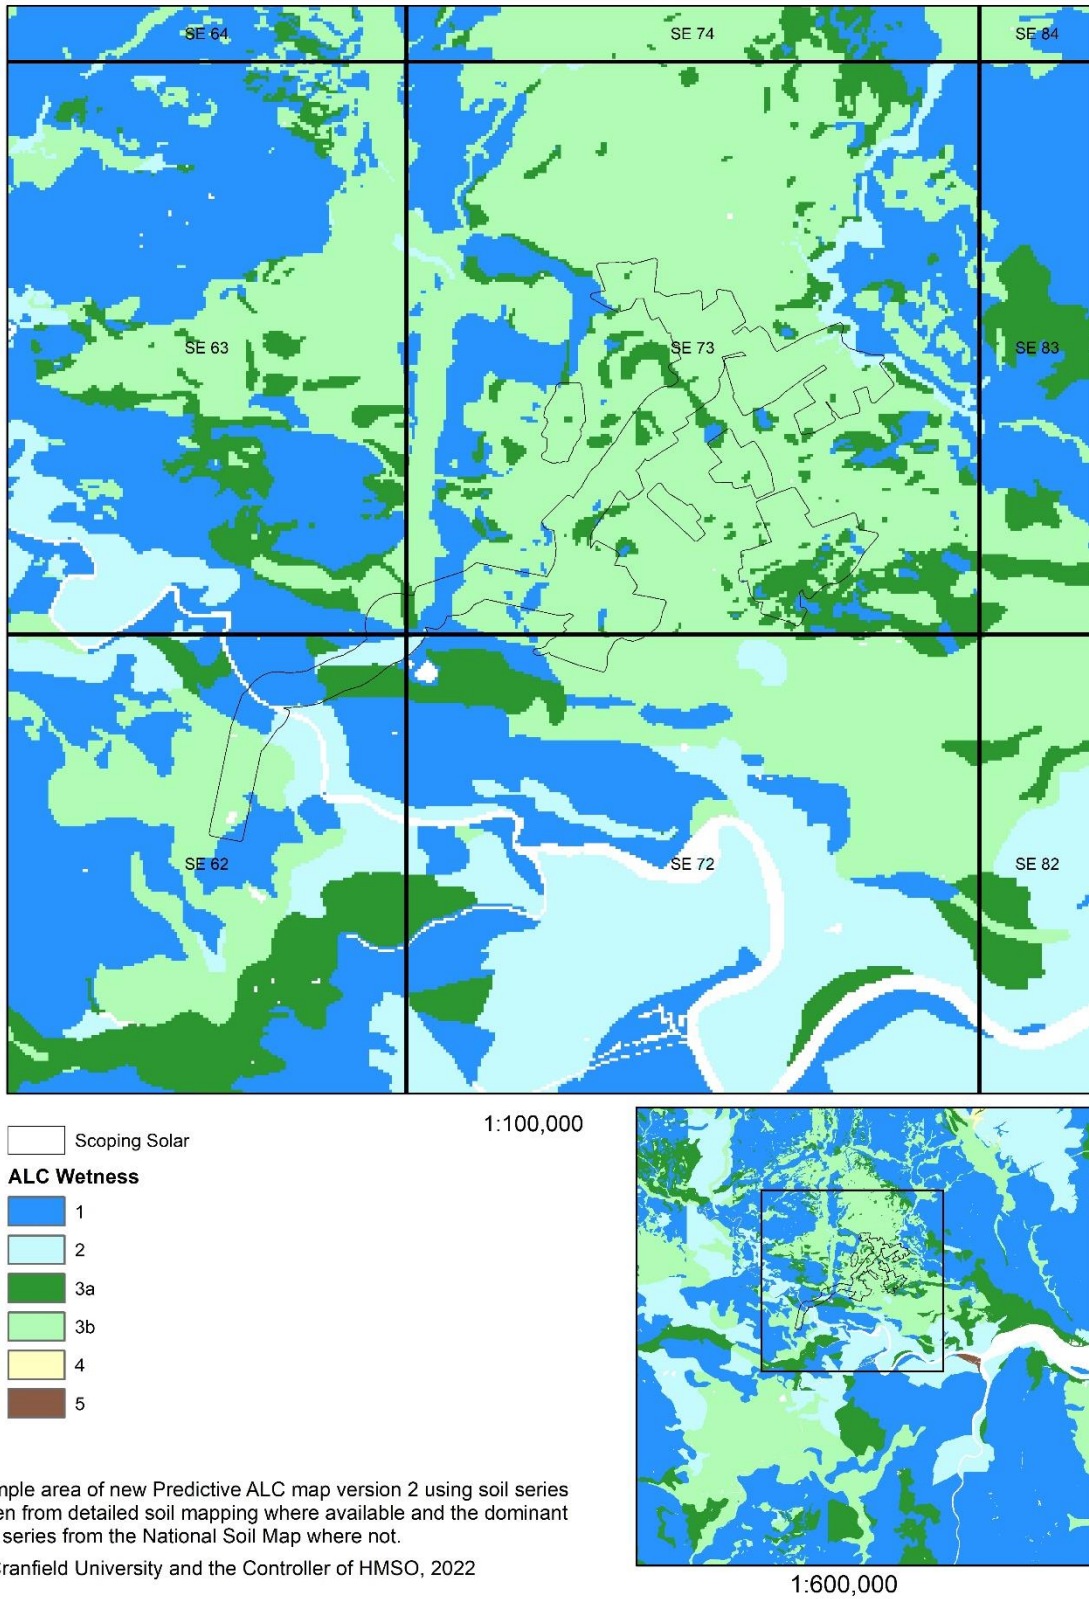 SE 64 SE 74 SE 84
SE 63 SE 73 SE 83
SE 62 SE 72 SE 82
1:100,000
Scoping Solar
ALC Wetness
1
2
3a
3b
4
5
mple area of new Predictive ALC map version 2 using soil series
en from detailed soil mapping where available and the dominant
series from the National Soil Map where not.
Cranfield University and the Controller of HMSO, 2022
1:600,000